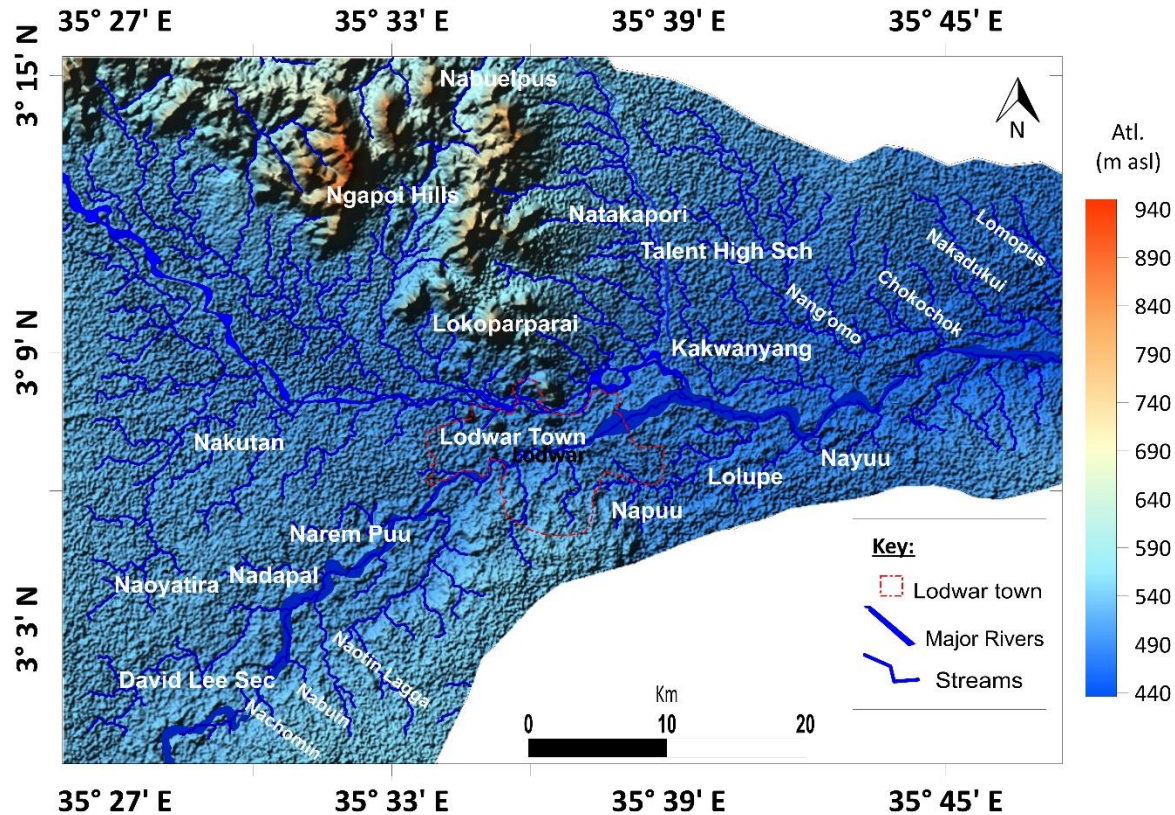 35° 27' E 35° 33' E 35° 39' E 35° 45' E
3° 15' N
3° 9' N
3° 3' N
N
Nabuelpus
Ngapoi Hills
Natakapori
Talent High Sch
Lomopus
Nakadukui
Chokochok
Nang'omo
Lokoparparai
Kakwanyang
Nakutan
Lodwar Town
Lodwar
Nayuu
Lolupe
Napuu
Narem Puu
Nadapal
Naoyatira
Naotin Lagga
David Lee Sec
Nabuin
Nachomin
Km
0 10 20
Key:
Lodwar town
Major Rivers
Streams
Atl.
(m asl)
940
890
840
790
740
690
640
590
540
490
440
35° 27' E 35° 33' E 35° 39' E 35° 45' E